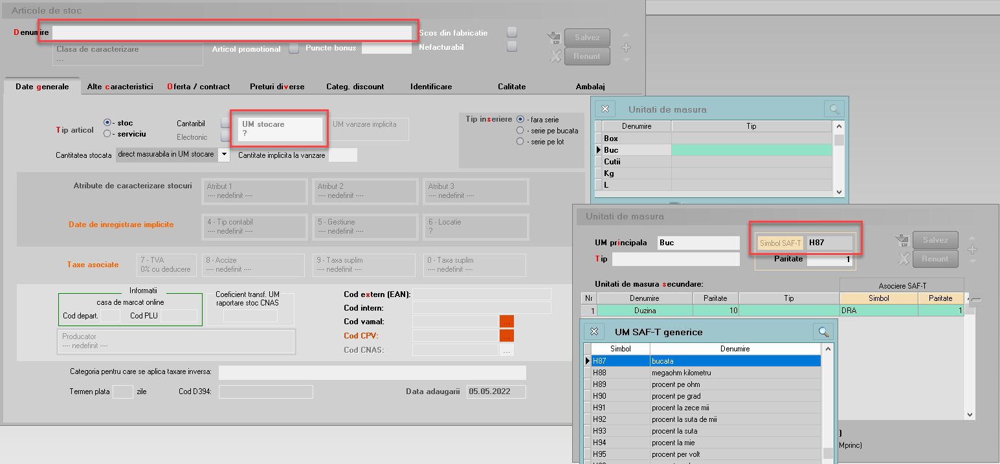 Articole de stoc
Denumire
Scos din fabricatie
Clasa de caracterizare
---
Articol promotional
Puncte bonus
Nefacturabil
Salvez
Renunt
Date generale
Alte caracteristici
Oferta / contract
Preturi diverse
Categ. discount
Identificare
Calitate
Ambalaj
Tip articol
- stoc
- serviciu
Cantaribil
Electronic
UM stocare
?
UM vanzare implicita
Tip inseriere
- fara serie
- serie pe bucata
- serie pe lot
Cantitatea stocata
direct masurabila in UM stocare
Cantitate implicita la vanzare
Atribute de caracterizare stocuri
Atribut 1
---- nedefinit ----
Atribut 2
---- nedefinit ----
Atribut 3
---- nedefinit ----
Date de inregistrare implicite
4 - Tip contabil
---- nedefinit ----
5 - Gestiune
---- nedefinit ----
6 - Locatie
?
Taxe asociate
7 - TVA
0% cu deducere
8 - Accize
---- nedefinit ----
9 - Taxa suplim
---- nedefinit ----
0 - Taxa suplim
---- nedefinit ----
Informatii
casa de marcat online
Cod depart.
Cod PLU
Coeficient transf. UM
raportare stoc CNAS
Producator
---- nedefinit ----
Cod extern (EAN):
Cod intern:
Cod vamal:
...
Cod CPV:
...
Cod CNAS:
...
Categoria pentru care se aplica taxare inversa:
Termen plata
zile
Cod D394:
Data adaugarii
05.05.2022
Unitati de masura
Denumire
Tip
Box
Buc
Cutii
Kg
L
Unitati de masura
UM principala
Buc
Simbol SAF-T
H87
Tip
Paritate
1
Salvez
Renunt
Unitati de masura secundare:
Asociere SAF-T
Nr
Denumire
Paritate
Tip
Simbol
Paritate
1
Duzina
10
DRA
1
UM SAF-T generice
Simbol
Denumire
H87 bucata
H88 megaohm kilometru
H89 procent pe ohm
H90 procent pe grad
H91 procent la zece mii
H92 procent la suta de mii
H93 procent la suta
H94 procent la mie
H95 procent per volt
)
Mprinc)